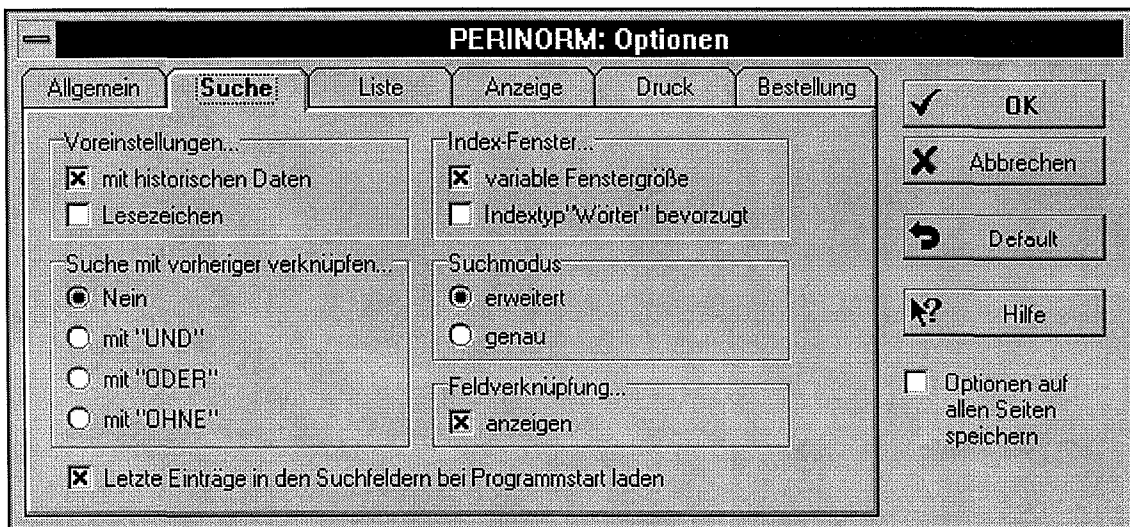 PERINORM: Optionen
Allgemein Suche Liste Anzeige Druck Bestellung
Voreinstellungen...
mit historischen Daten
Lesezeichen
Suche mit vorheriger verknüpfen...
Nein
mit "UND"
mit "ODER"
mit "OHNE"
Index-Fenster...
variable Fenstergröße
Indextyp"Wörter" bevorzugt
Suchmodus
erweitert
genau
Feldverknüpfung...
anzeigen
Letzte Einträge in den Suchfeldern bei Programmstart laden
OK
Abbrechen
Default
Hilfe
Optionen auf
allen Seiten
speichern